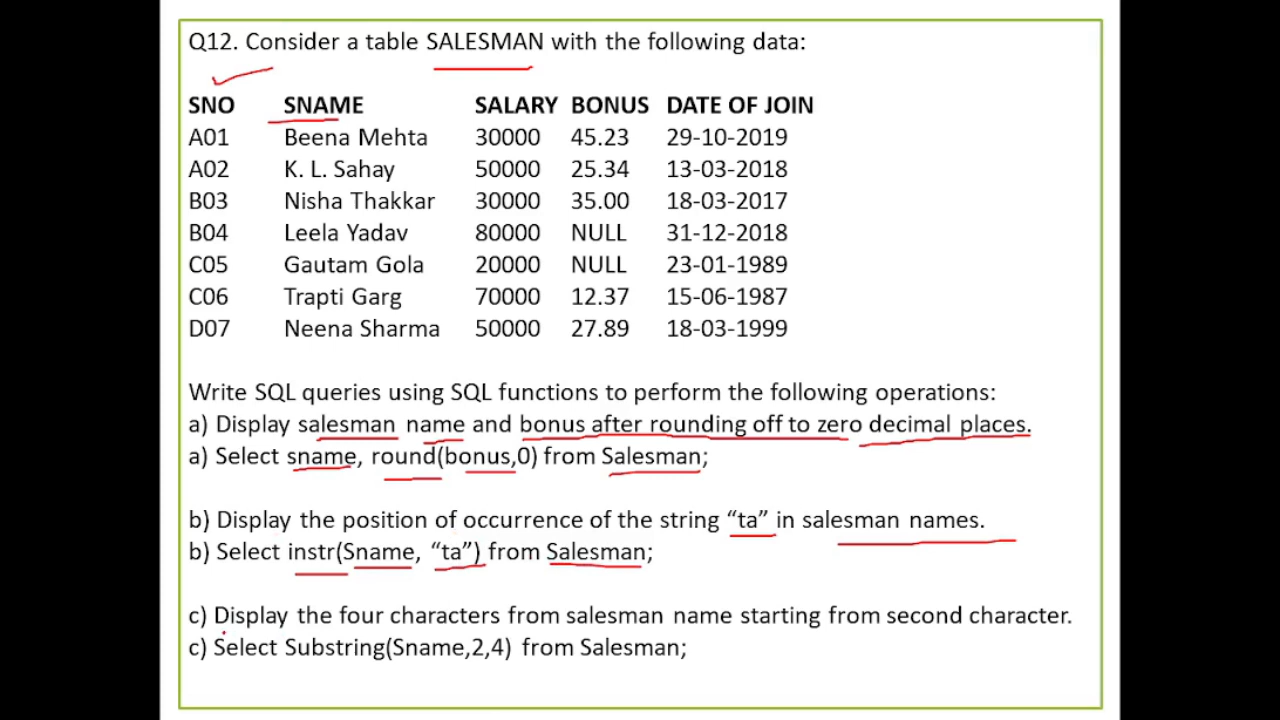 Q12. Consider a table SALESMAN with the following data:
SNO SNAME SALARY BONUS DATE OF JOIN
A01 Beena Mehta 30000 45.23 29-10-2019
A02 K. L. Sahay 50000 25.34 13-03-2018
B03 Nisha Thakkar 30000 35.00 18-03-2017
B04 Leela Yadav 80000 NULL 31-12-2018
C05 Gautam Gola 20000 NULL 23-01-1989
C06 Trapti Garg 70000 12.37 15-06-1987
D07 Neena Sharma 50000 27.89 18-03-1999
Write SQL queries using SQL functions to perform the following operations:
a) Display salesman name and bonus after rounding off to zero decimal places.
a) Select sname, round(bonus,0) from Salesman;
b) Display the position of occurrence of the string “ta” in salesman names.
b) Select instr(Sname, “ta”) from Salesman;
c) Display the four characters from salesman name starting from second character.
c) Select Substring(Sname,2,4) from Salesman;